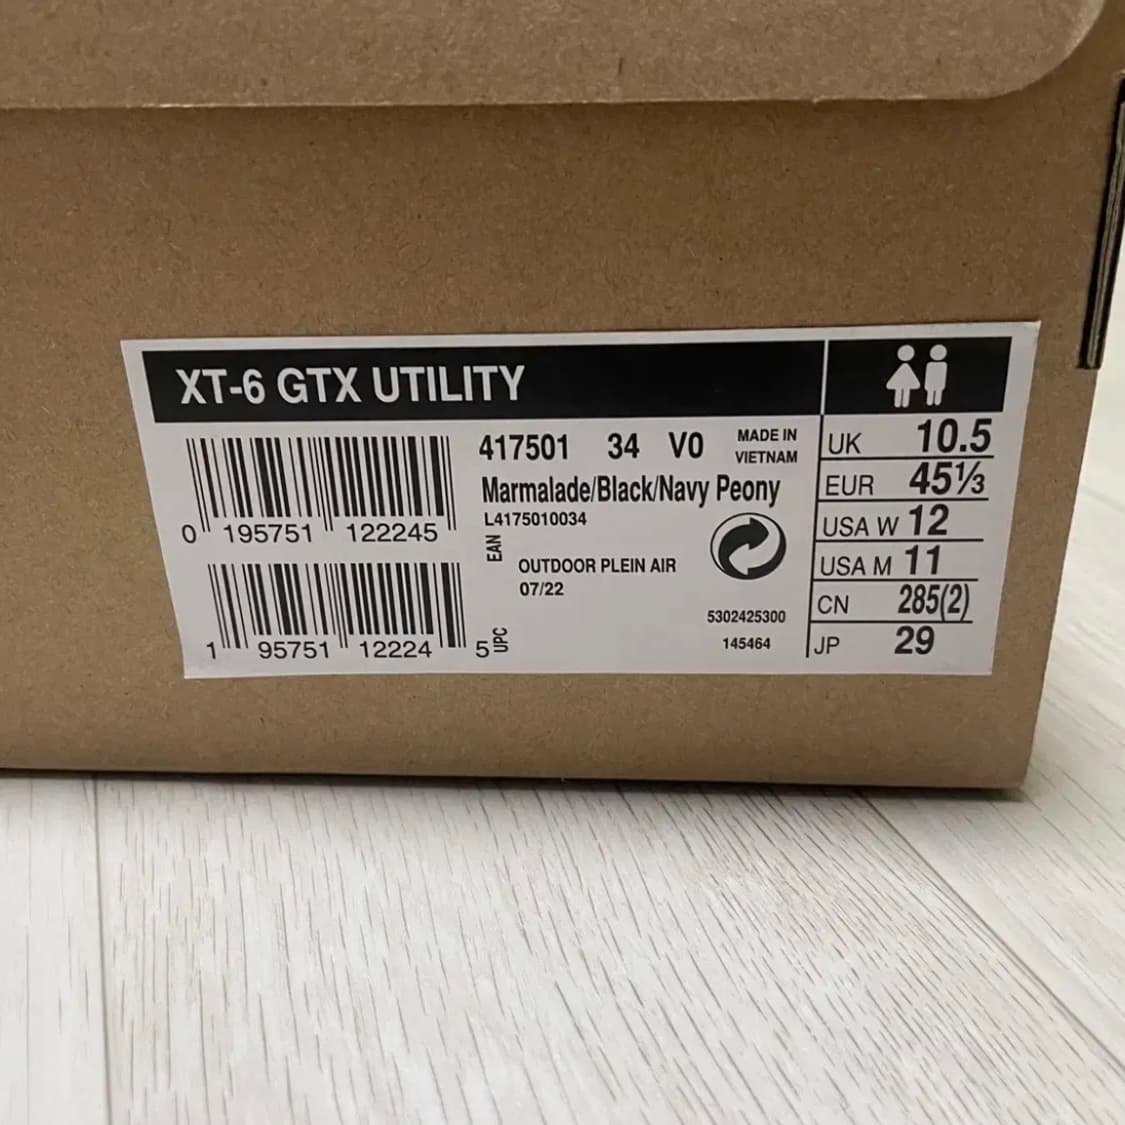 XT-6 GTX UTILITY
417501 34 V0
MADE IN
VIETNAM
Marmalade/Black/Navy Peony
L4175010034
EAN
0 195751 122245
OUTDOOR PLEIN AIR
07/22
5302425300
145464
UPC
1 95751 12224 5
UK 10.5
EUR 45⅓
USA W 12
USA M 11
CN 285(2)
JP 29